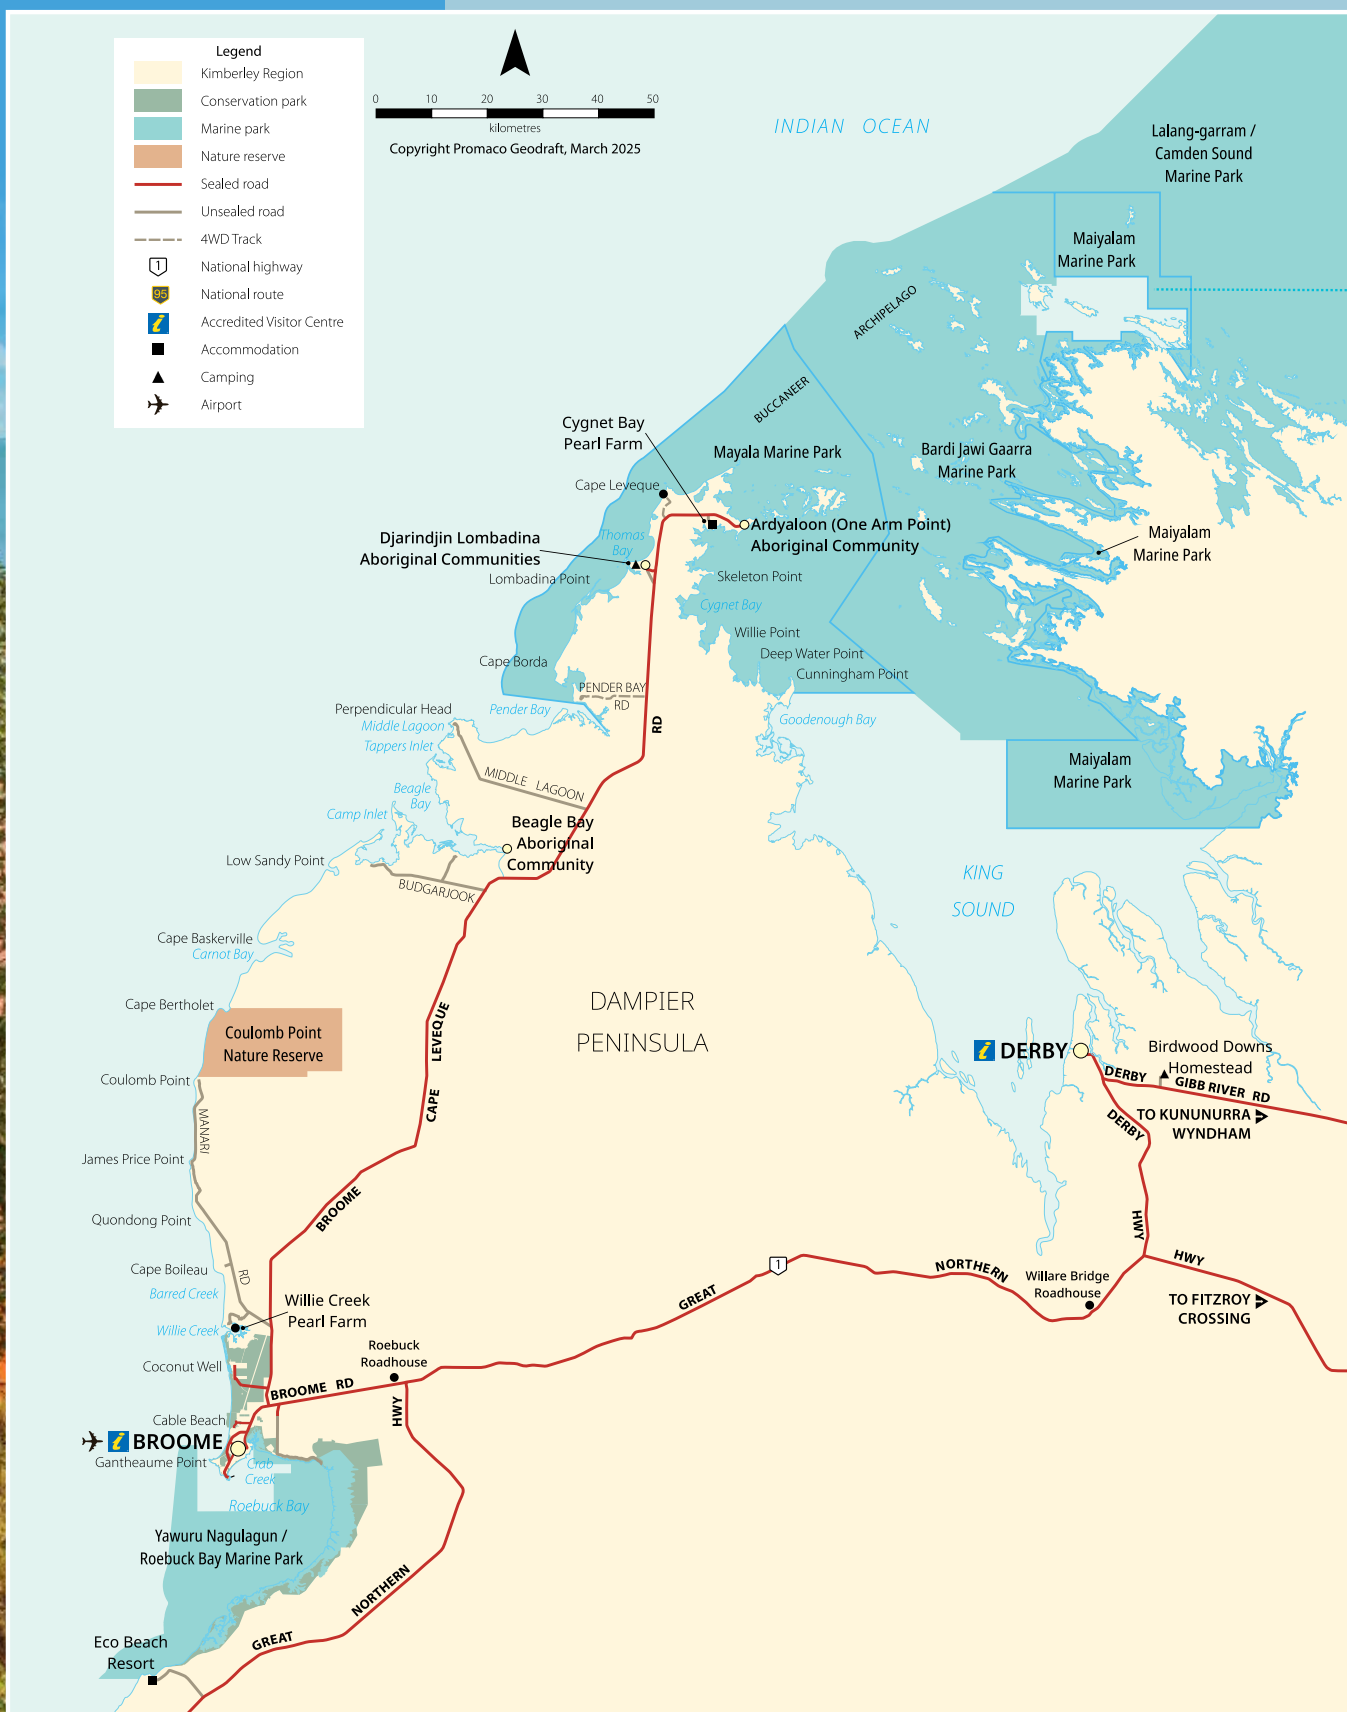 Legend
Kimberley Region
Conservation park
Marine park
Nature reserve
Sealed road
Unsealed road
4WD Track
1
National highway
95
National route
i
Accredited Visitor Centre
Accommodation
Camping
Airport
0 10 20 30 40 50
kilometres
Copyright Promaco Geodraft, March 2025
INDIAN OCEAN
Lalang-garram /
Camden Sound
Marine Park
Maiyalam
Marine Park
ARCHIPELAGO
BUCCANEER
Cygnet Bay
Pearl Farm
Mayala Marine Park
Bardi Jawi Gaarra
Marine Park
Cape Leveque
Ardyaloon (One Arm Point)
Aboriginal Community
Maiyalam
Marine Park
Djarindjin Lombadina
Aboriginal Communities
Thomas
Bay
Lombadina Point
Skeleton Point
Cygnet Bay
Willie Point
Deep Water Point
Cunningham Point
Cape Borda
PENDER BAY
RD
Pender Bay
Perpendicular Head
Middle Lagoon
Tappers Inlet
RD
Goodenough Bay
Maiyalam
Marine Park
MIDDLE LAGOON
Beagle
Bay
Camp Inlet
Beagle Bay
Aboriginal
Community
Low Sandy Point
BUDGARJOOK
KING
SOUND
Cape Baskerville
Carnot Bay
Cape Bertholet
DAMPIER
PENINSULA
Coulomb Point
Nature Reserve
LEVEQUE
CAPE
BROOME
i DERBY
Birdwood Downs
Homestead
DERBY
GIBB RIVER RD
TO KUNUNURRA
WYNDHAM
DERBY
HWY
Coulomb Point
MANARI
James Price Point
Quondong Point
Cape Boileau
RD
Barred Creek
Willie Creek
Pearl Farm
Willie Creek
Coconut Well
Roebuck
Roadhouse
BROOME RD
GREAT
1
NORTHERN
Willare Bridge
Roadhouse
HWY
TO FITZROY
CROSSING
Cable Beach
HWY
i BROOME
Gantheaume Point
Crab
Creek
Roebuck Bay
Yawuru Nagulagun /
Roebuck Bay Marine Park
NORTHERN
GREAT
Eco Beach
Resort